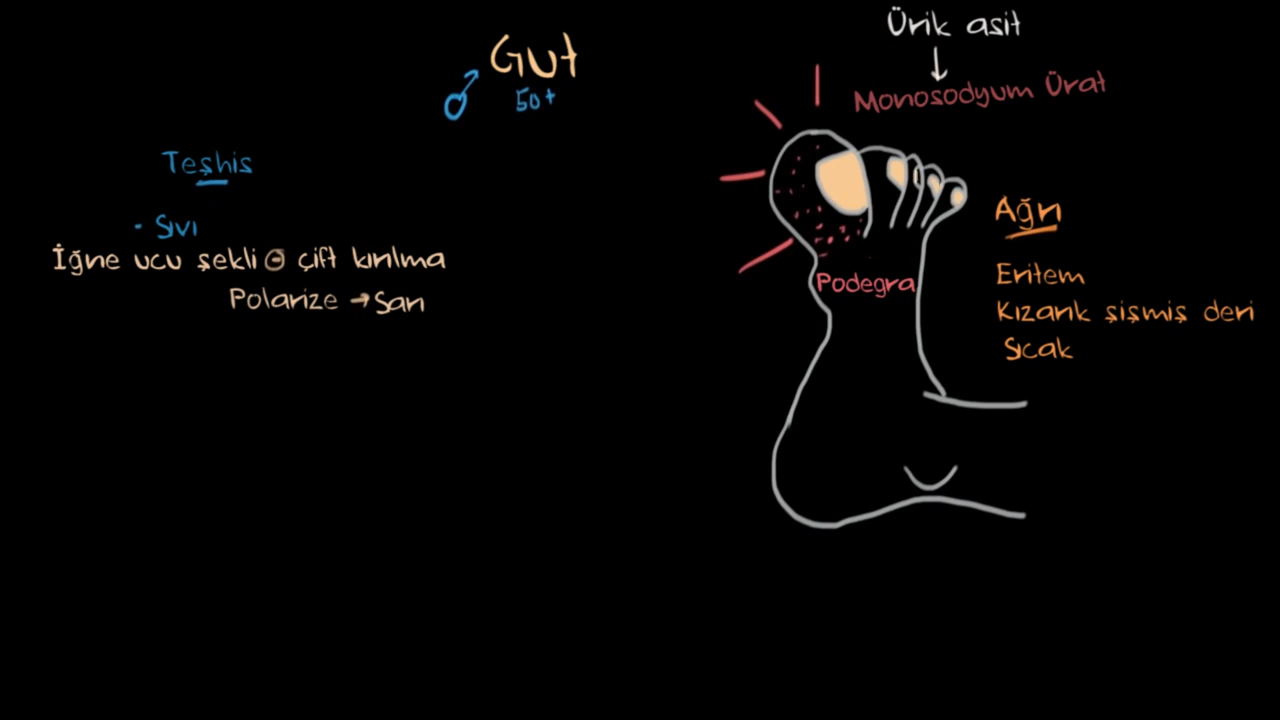 Gut
50+
Teşhis
• Sıvı
İğne ucu şekli ⊖ çift kırılma
Polarize → Sarı
Ürik asit
↓
Monosodyum Ürat
Podegra
Ağrı
Eritem
Kızarık şişmiş deri
Sıcak